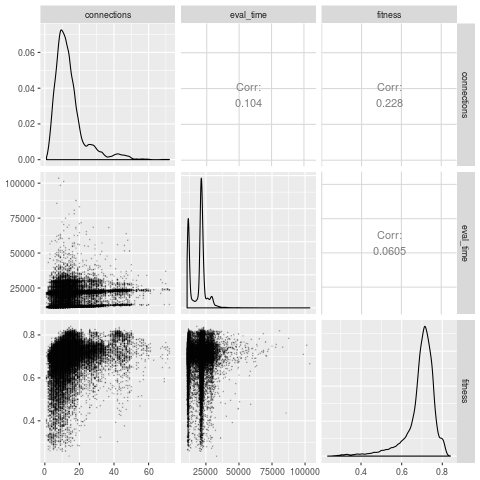 connections eval_time fitness
0.06
0.04
0.02
0.00
Corr:
0.104
Corr:
0.228
connections
100000
75000
50000
25000
Corr:
0.0605
eval_time
0.8
0.6
0.4
fitness
0 20 40 60 25000 50000 75000 100000 0.4 0.6 0.8